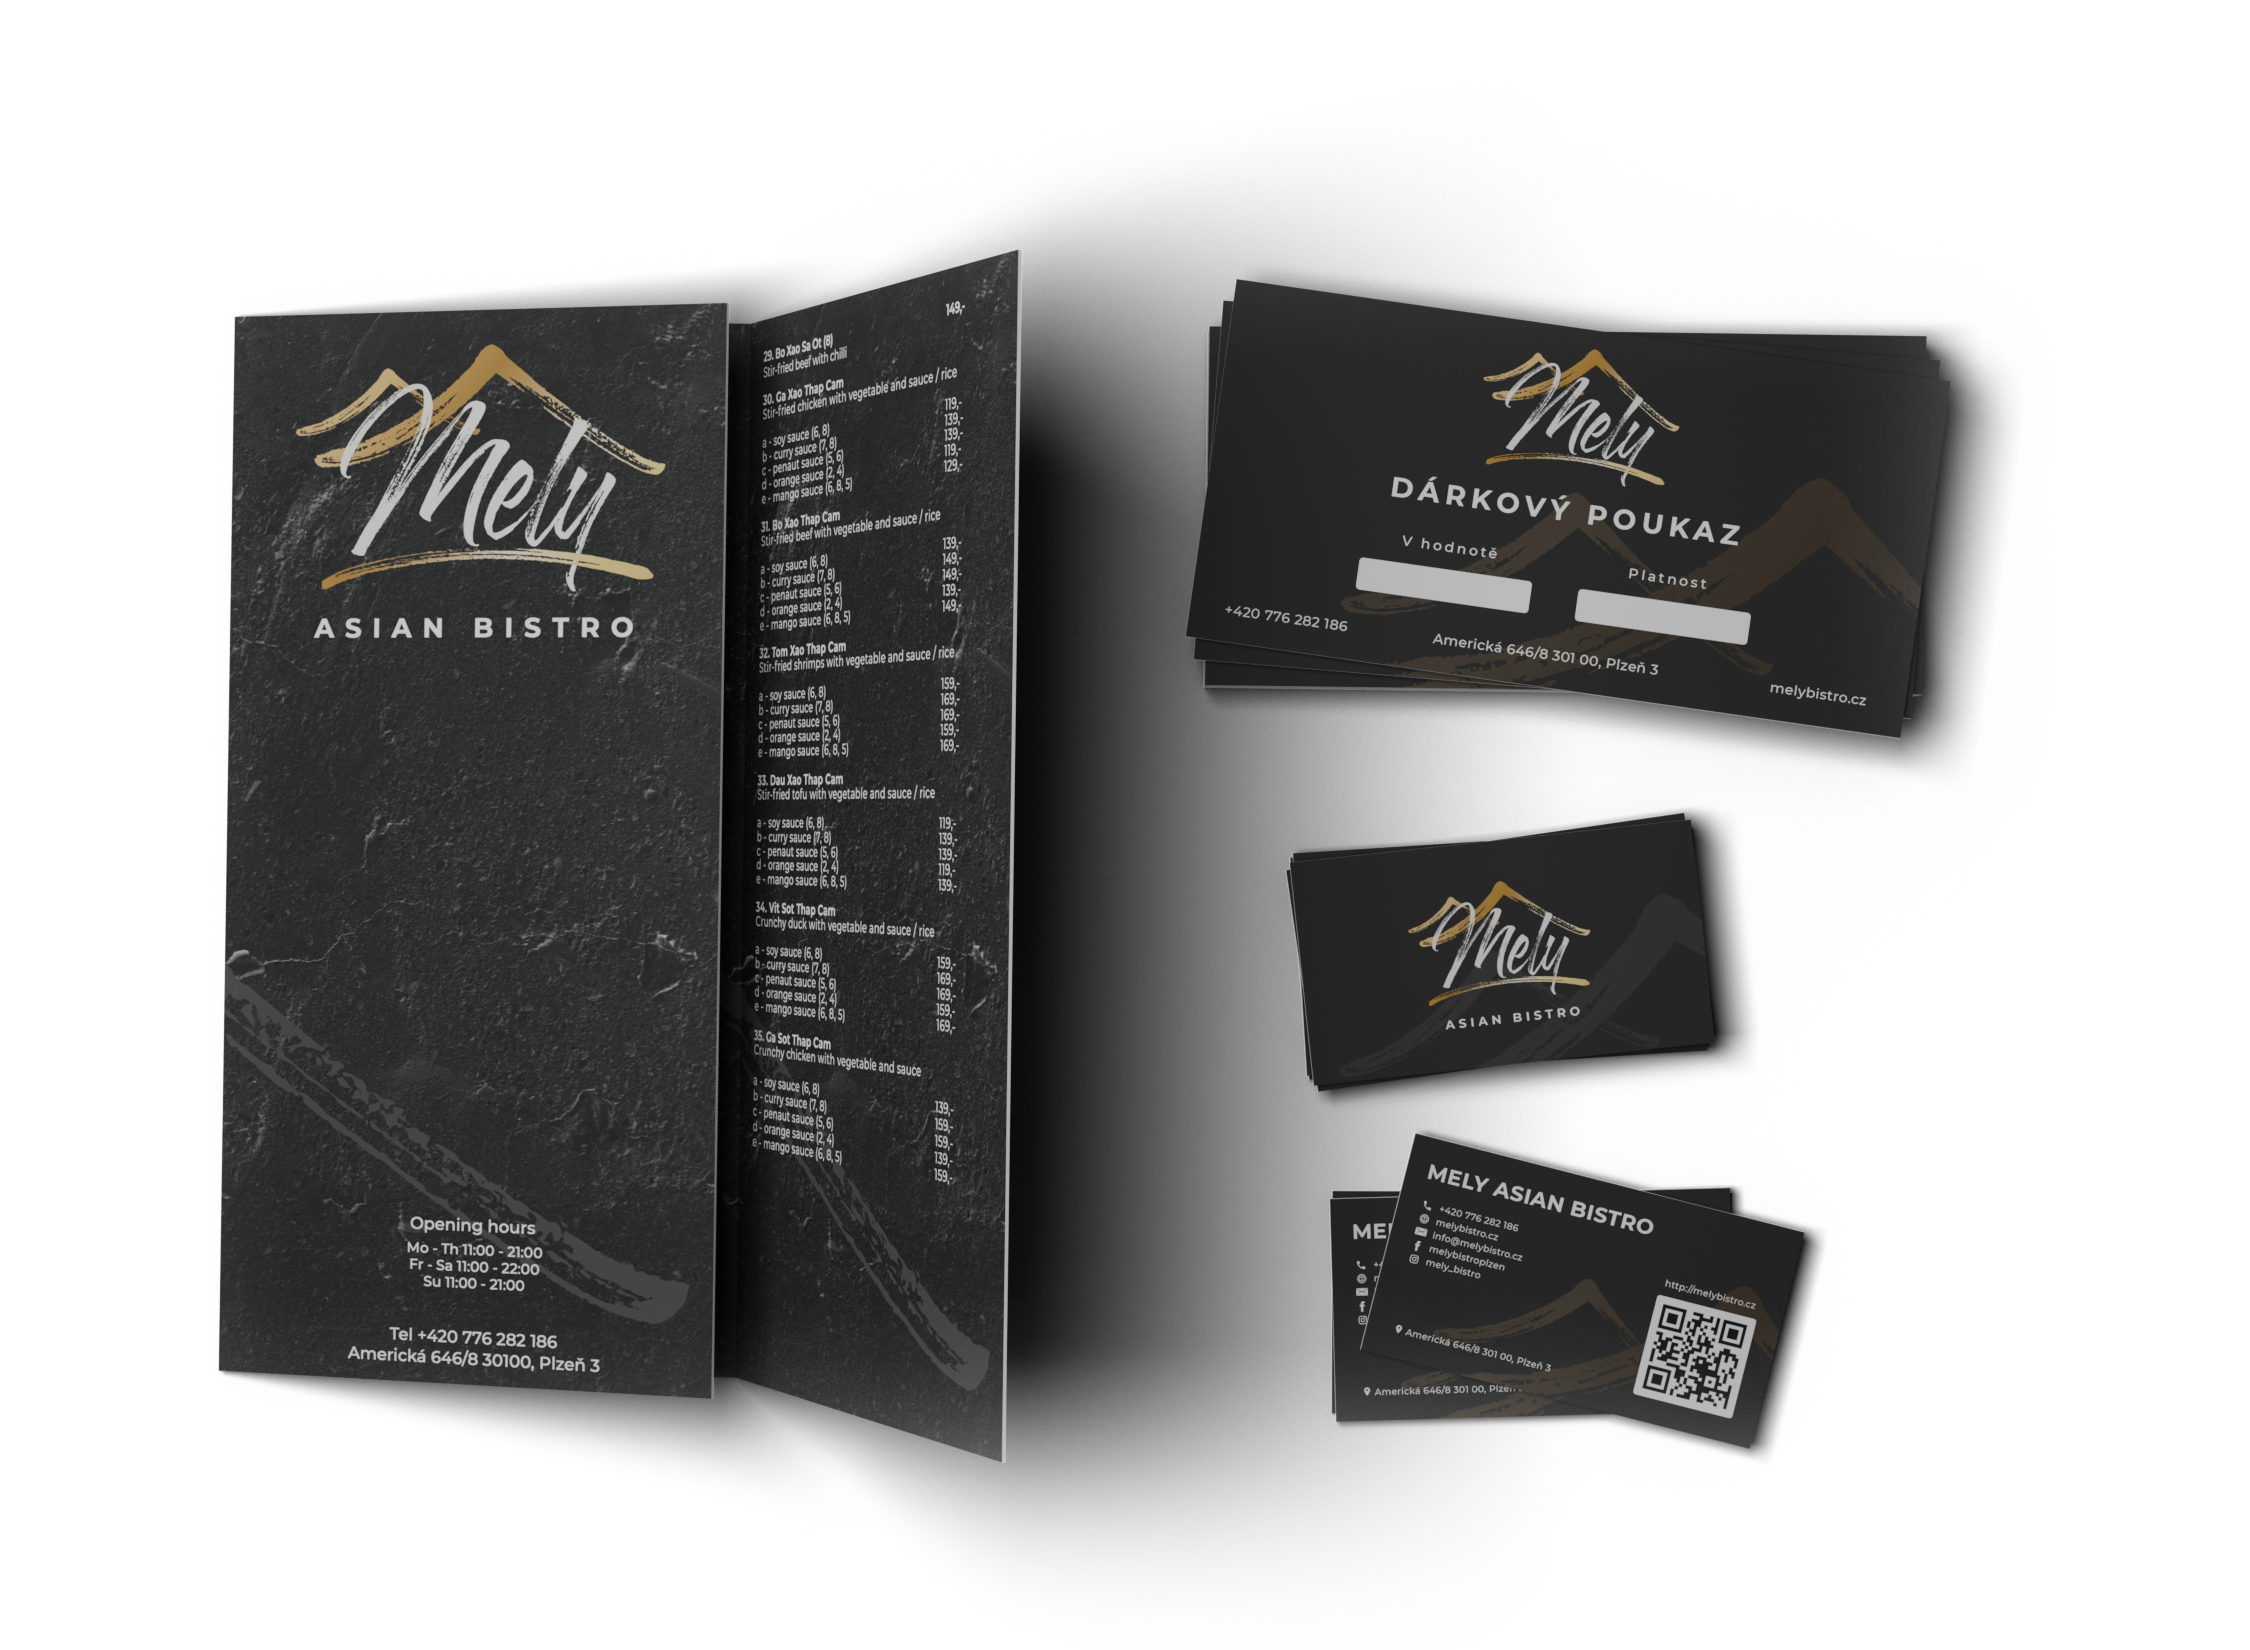 Mely
ASIAN BISTRO
Opening hours
Mo - Th 11:00 - 21:00
Fr - Sa 11:00 - 22:00
Su 11:00 - 21:00
Tel +420 776 282 186
Americká 646/8 30100, Plzeň 3
149,-
29. Bo Xao Sa Ot (8)
Stir-fried beef with chilli
30. Ga Xao Thap Cam
Stir-fried chicken with vegetable and sauce / rice
a - soy sauce (6, 8) 119,-
b - curry sauce (7, 8) 139,-
c - penaut sauce (5, 6) 139,-
d - orange sauce (2, 4) 119,-
e - mango sauce (6, 8, 5) 129,-
31. Bo Xao Thap Cam
Stir-fried beef with vegetable and sauce / rice
a - soy sauce (6, 8) 139,-
b - curry sauce (7, 8) 149,-
c - penaut sauce (5, 6) 149,-
d - orange sauce (2, 4) 139,-
e - mango sauce (6, 8, 5) 149,-
32. Tom Xao Thap Cam
Stir-fried shrimps with vegetable and sauce / rice
a - soy sauce (6, 8) 159,-
b - curry sauce (7, 8) 169,-
c - penaut sauce (5, 6) 169,-
d - orange sauce (2, 4) 159,-
e - mango sauce (6, 8, 5) 169,-
33. Dau Xao Thap Cam
Stir-fried tofu with vegetable and sauce / rice
a - soy sauce (6, 8) 119,-
b - curry sauce (7, 8) 139,-
c - penaut sauce (5, 6) 139,-
d - orange sauce (2, 4) 119,-
e - mango sauce (6, 8, 5) 139,-
34. Vit Sot Thap Cam
Crunchy duck with vegetable and sauce / rice
a - soy sauce (6, 8) 159,-
b - curry sauce (7, 8) 169,-
c - penaut sauce (5, 6) 169,-
d - orange sauce (2, 4) 159,-
e - mango sauce (6, 8, 5) 169,-
35. Ga Sot Thap Cam
Crunchy chicken with vegetable and sauce
a - soy sauce (6, 8) 139,-
b - curry sauce (7, 8) 159,-
c - penaut sauce (5, 6) 159,-
d - orange sauce (2, 4) 139,-
e - mango sauce (6, 8, 5) 159,-
Mely
DÁRKOVÝ POUKAZ
V hodnotě
Platnost
+420 776 282 186
Americká 646/8 301 00, Plzeň 3
melybistro.cz
Mely
ASIAN BISTRO
MELY ASIAN BISTRO
+420 776 282 186
melybistro.cz
info@melybistro.cz
melybistroplzen
mely_bistro
http://melybistro.cz
Americká 646/8 301 00, Plzeň 3
Americká 646/8 301 00,